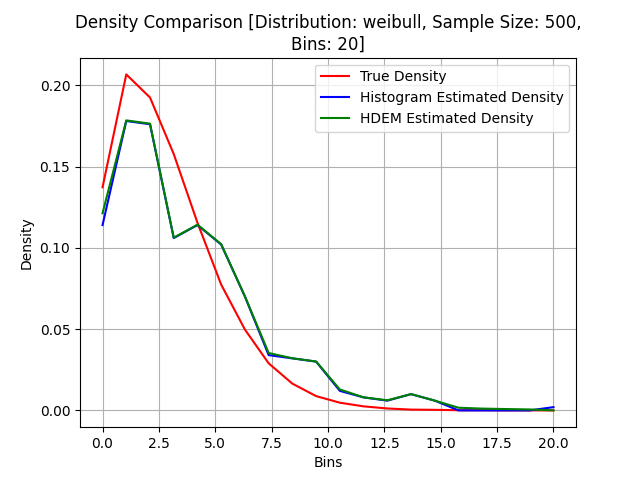 Density Comparison [Distribution: weibull, Sample Size: 500,
Bins: 20]
True Density
Histogram Estimated Density
HDEM Estimated Density
Density
0.20
0.15
0.10
0.05
0.00
0.0 2.5 5.0 7.5 10.0 12.5 15.0 17.5 20.0
Bins